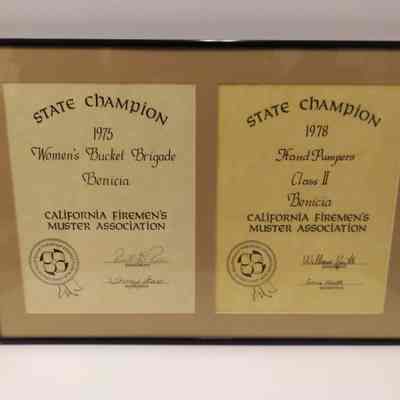 STATE CHAMPION
1975
Women's Bucket Brigade
Benicia
CALIFORNIA FIREMEN'S
MUSTER ASSOCIATION
STATE CHAMPION
1978
Hand Pumpers
Class II
Benicia
CALIFORNIA FIREMEN'S
MUSTER ASSOCIATION